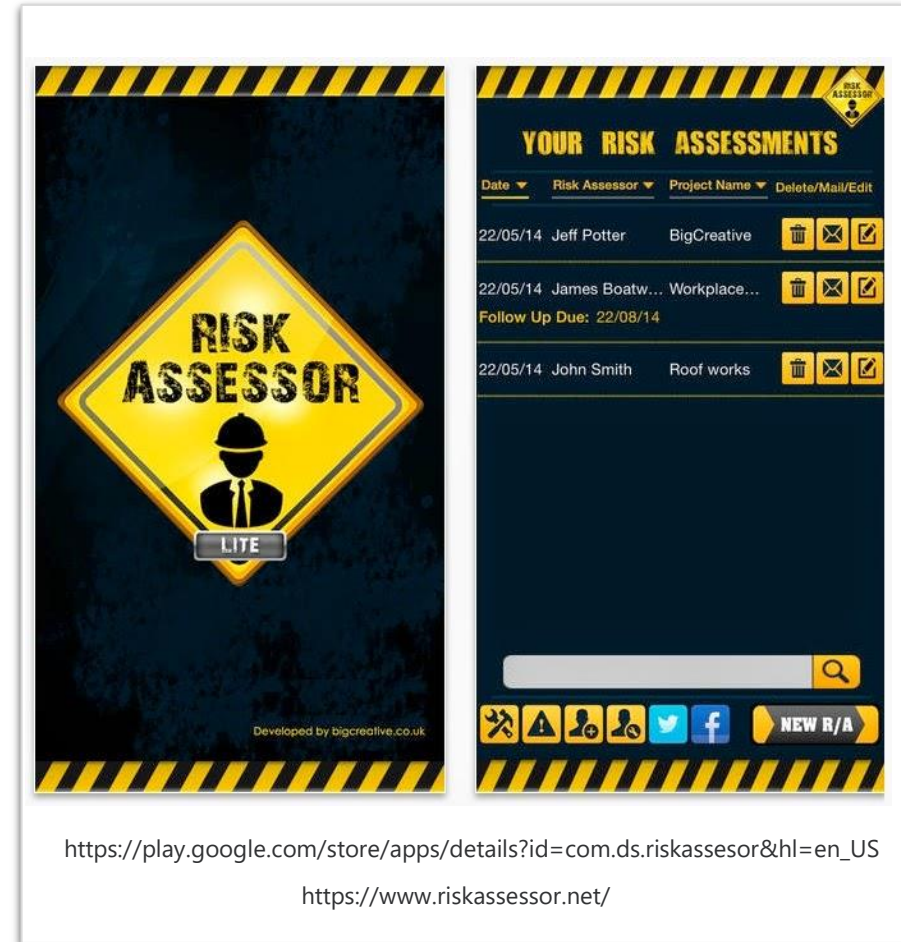 RISK
ASSESSOR
LITE
Developed by bigcreative.co.uk
RISK
ASSESSOR
YOUR RISK ASSESSMENTS
Date Risk Assessor Project Name Delete/Mail/Edit
22/05/14 Jeff Potter BigCreative
22/05/14 James Boatw... Workplace...
Follow Up Due: 22/08/14
22/05/14 John Smith Roof works
NEW R/A
https://play.google.com/store/apps/details?id=com.ds.riskassesor&hl=en_US
https://www.riskassessor.net/